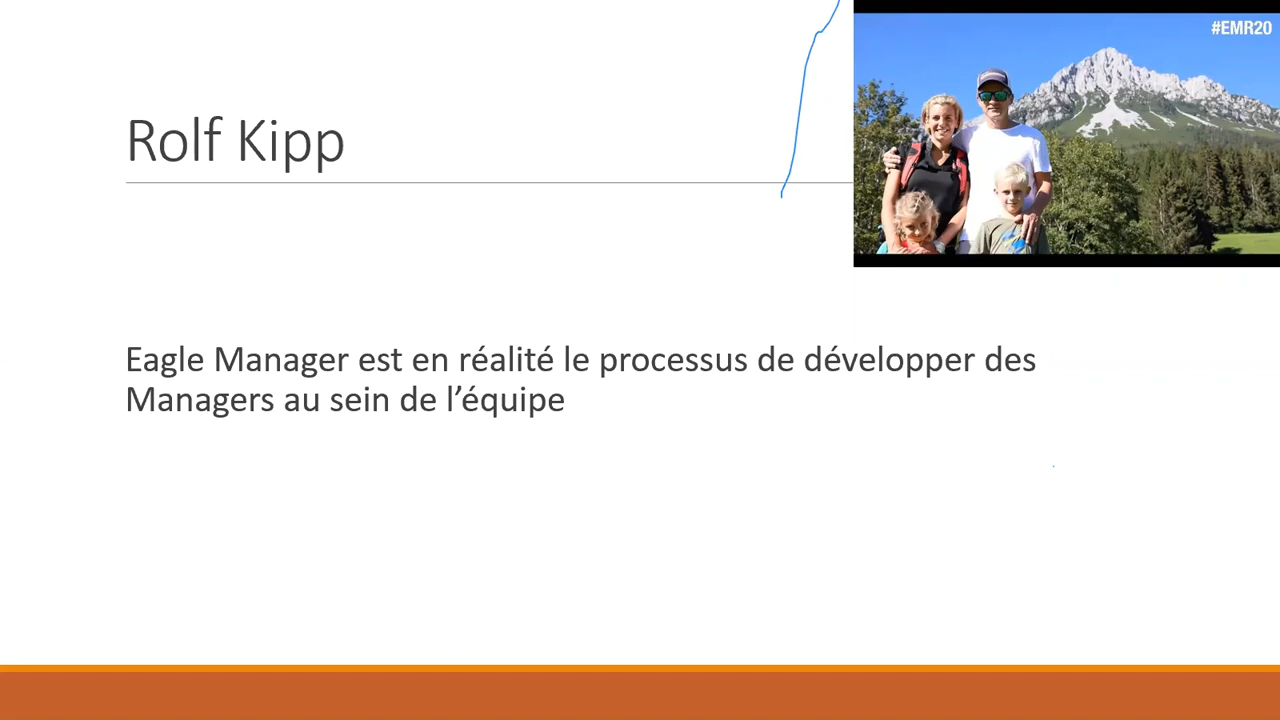 #EMR20
Rolf Kipp
Eagle Manager est en réalité le processus de développer des
Managers au sein de l’équipe